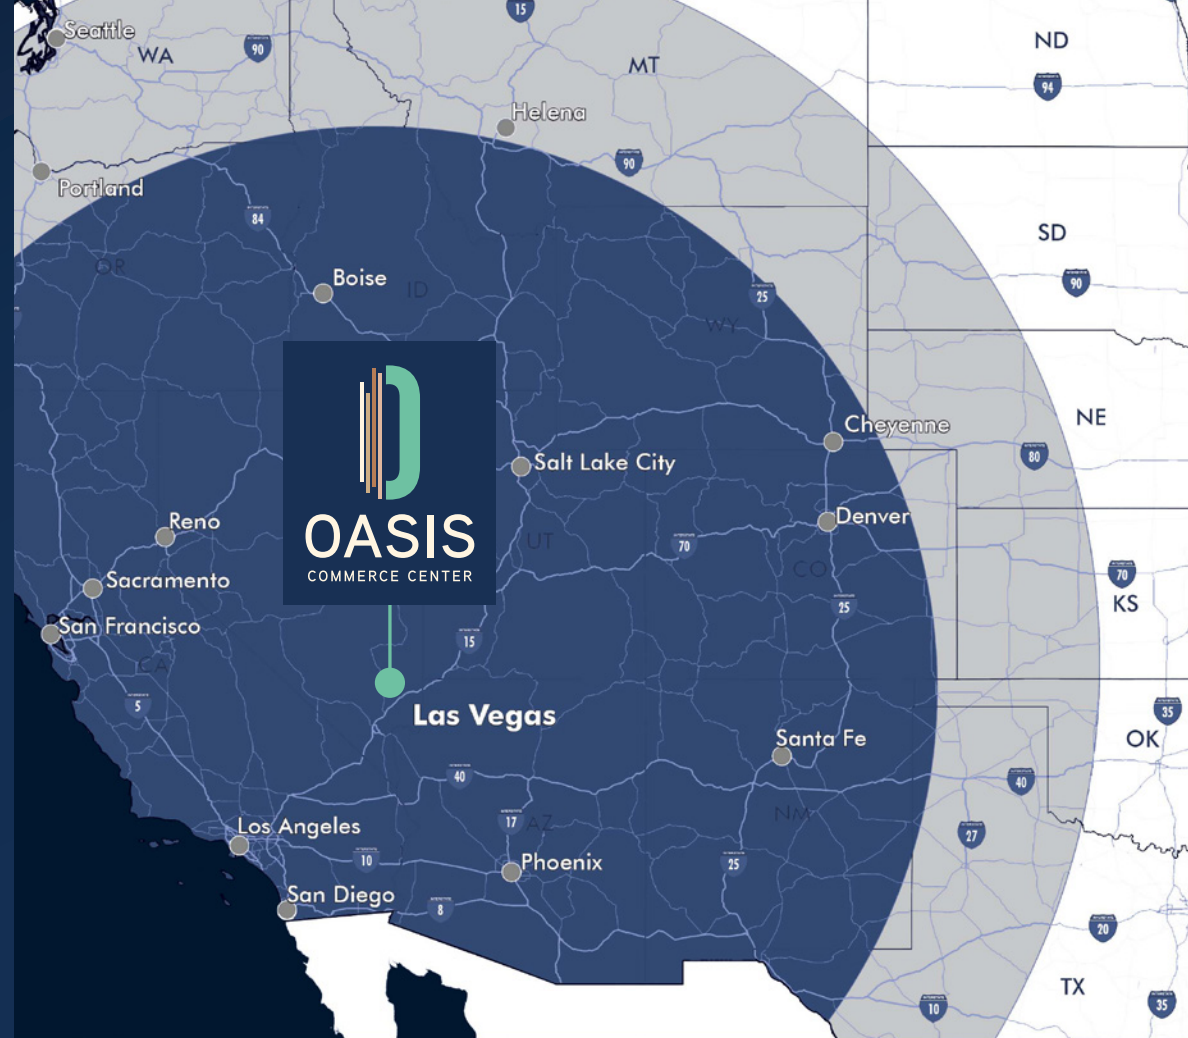 Seattle
WA
90
15
MT
ND
94
Helena
90
Portland
84
SD
OR
Boise
ID
25
90
WY
NE
Cheyenne
80
Salt Lake City
OASIS
COMMERCE CENTER
Reno
Denver
UT
70
CO
70
KS
Sacramento
25
San Francisco
15
CA
5
Las Vegas
35
OK
Santa Fe
40
40
NM
Los Angeles
17
AZ
27
10
Phoenix
25
San Diego
8
20
TX
10
35